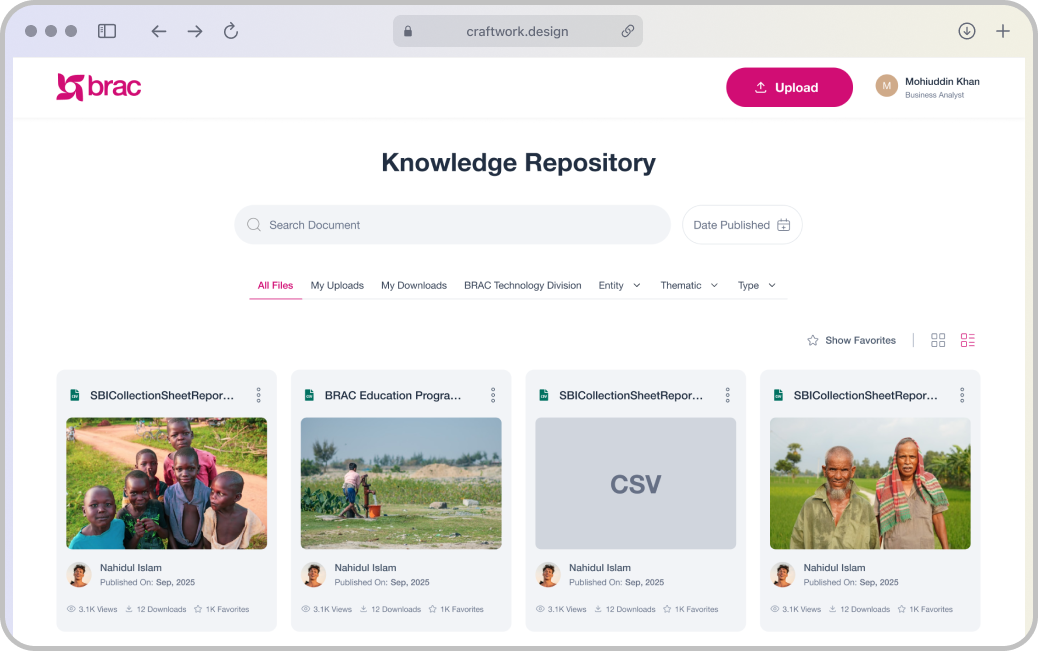 craftwork.design
brac
Upload
M
Mohiuddin Khan
Business Analyst
Knowledge Repository
Search Document
Date Published
All Files My Uploads My Downloads BRAC Technology Division Entity Thematic Type
Show Favorites
SBICollectionSheetRepor... BRAC Education Progra... SBICollectionSheetRepor... SBICollectionSheetRepor...
CSV
Nahidul Islam Nahidul Islam Nahidul Islam Nahidul Islam
Published On: Sep, 2025 Published On: Sep, 2025 Published On: Sep, 2025 Published On: Sep, 2025
3.1K Views 12 Downloads 1K Favorites 3.1K Views 12 Downloads 1K Favorites 3.1K Views 12 Downloads 1K Favorites 3.1K Views 12 Downloads 1K Favorites